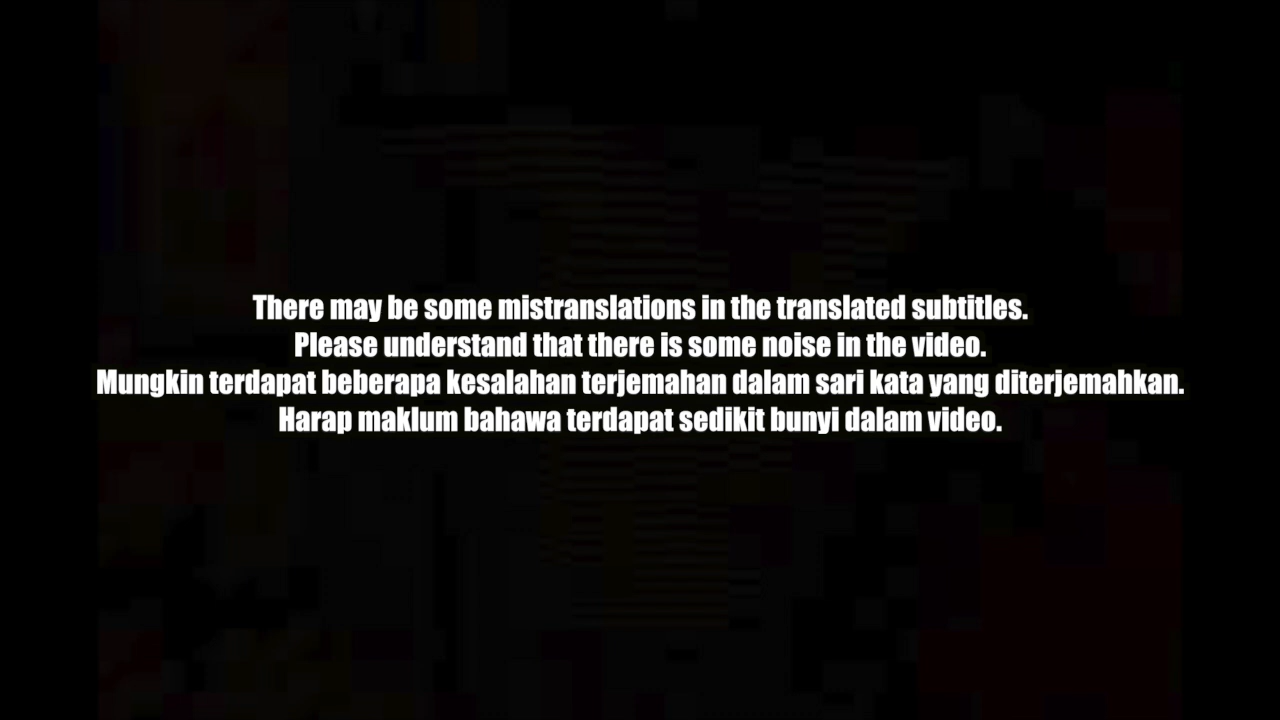 There may be some mistranslations in the translated subtitles.
Please understand that there is some noise in the video.
Mungkin terdapat beberapa kesalahan terjemahan dalam sari kata yang diterjemahkan.
Harap maklum bahawa terdapat sedikit bunyi dalam video.